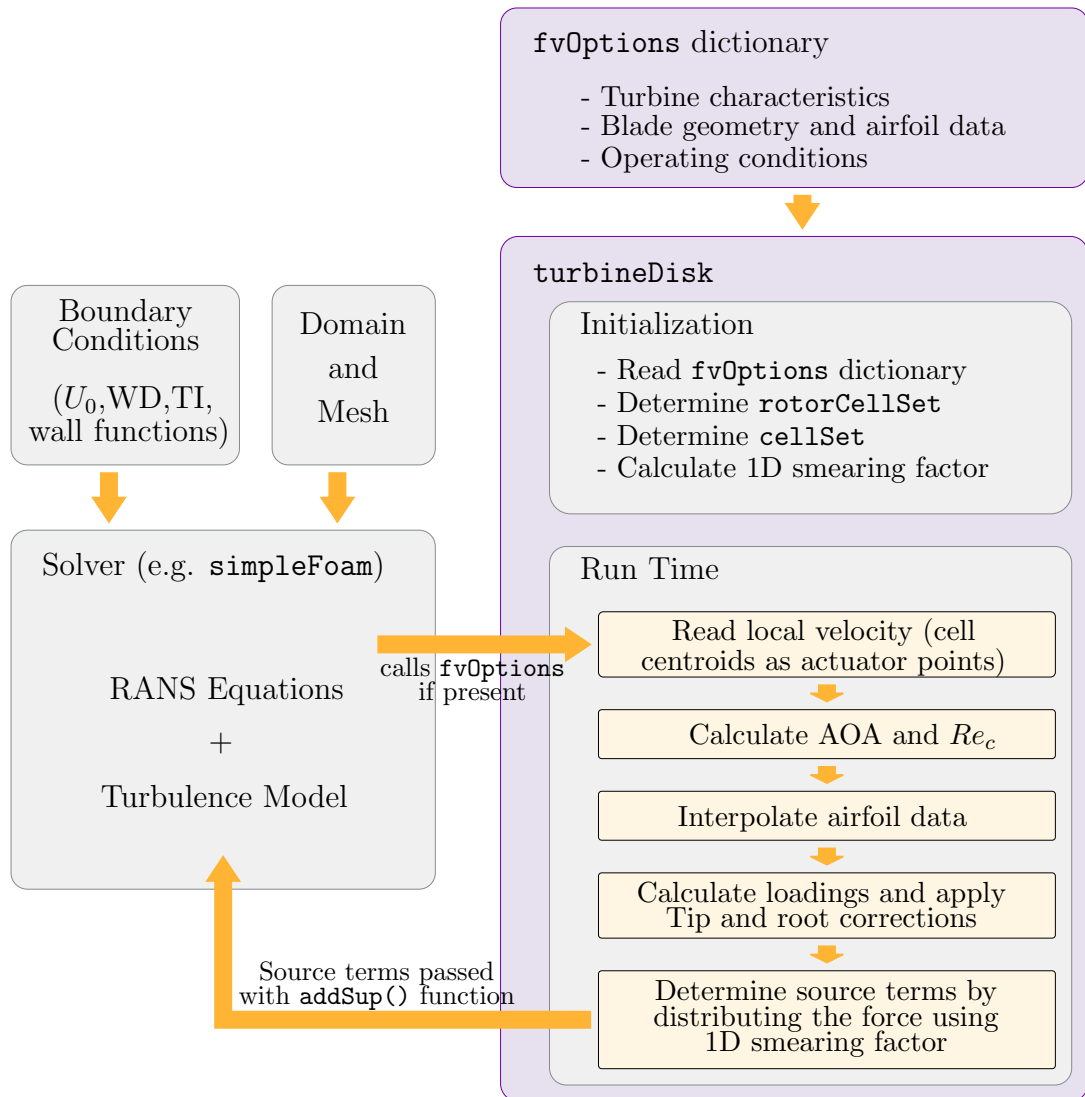 fvOptions dictionary
- Turbine characteristics
- Blade geometry and airfoil data
- Operating conditions
turbineDisk
Initialization
- Read fvOptions dictionary
- Determine rotorCellSet
- Determine cellSet
- Calculate 1D smearing factor
Boundary
Conditions
(U₀,WD,TI,
wall functions)
Domain
and
Mesh
Solver (e.g. simpleFoam)
RANS Equations
+
Turbulence Model
calls fvOptions
if present
Run Time
Read local velocity (cell
centroids as actuator points)
Calculate AOA and Re_c
Interpolate airfoil data
Calculate loadings and apply
Tip and root corrections
Determine source terms by
distributing the force using
1D smearing factor
Source terms passed
with addSup() function